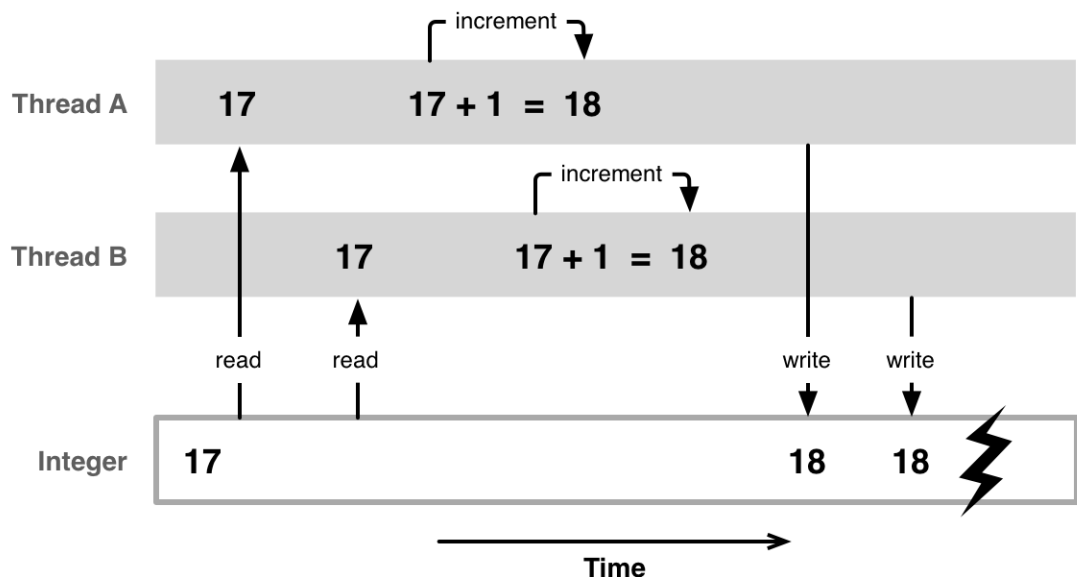 increment
Thread A 17 17 + 1 = 18
increment
Thread B 17 17 + 1 = 18
read read write write
Integer 17 18 18
Time